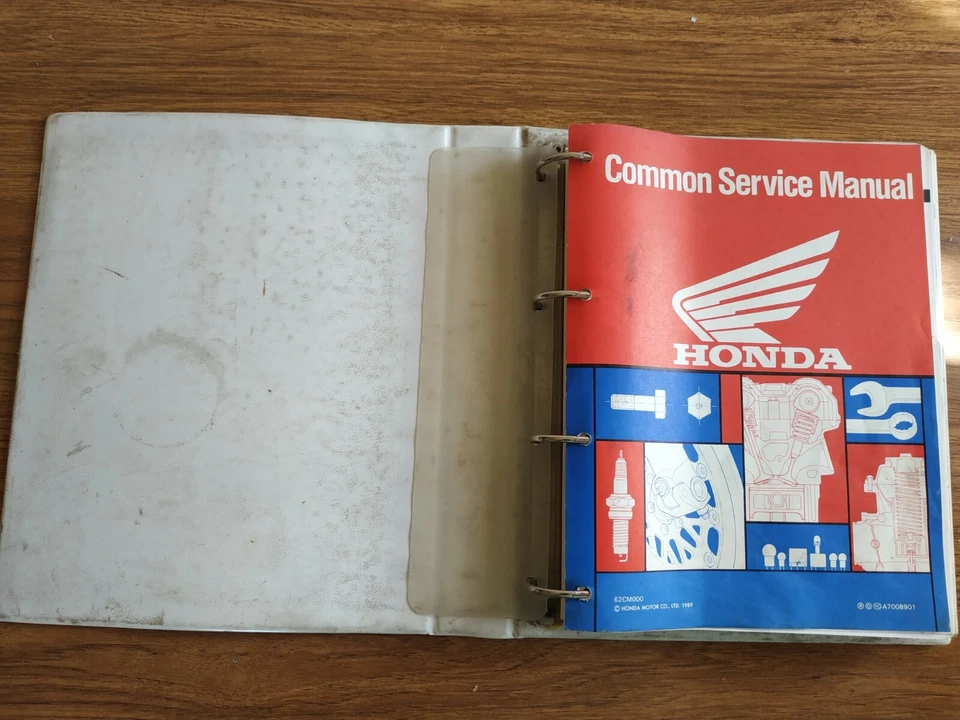 Common Service Manual
HONDA
62CM000
© HONDA MOTOR CO., LTD. 1989
A7008901